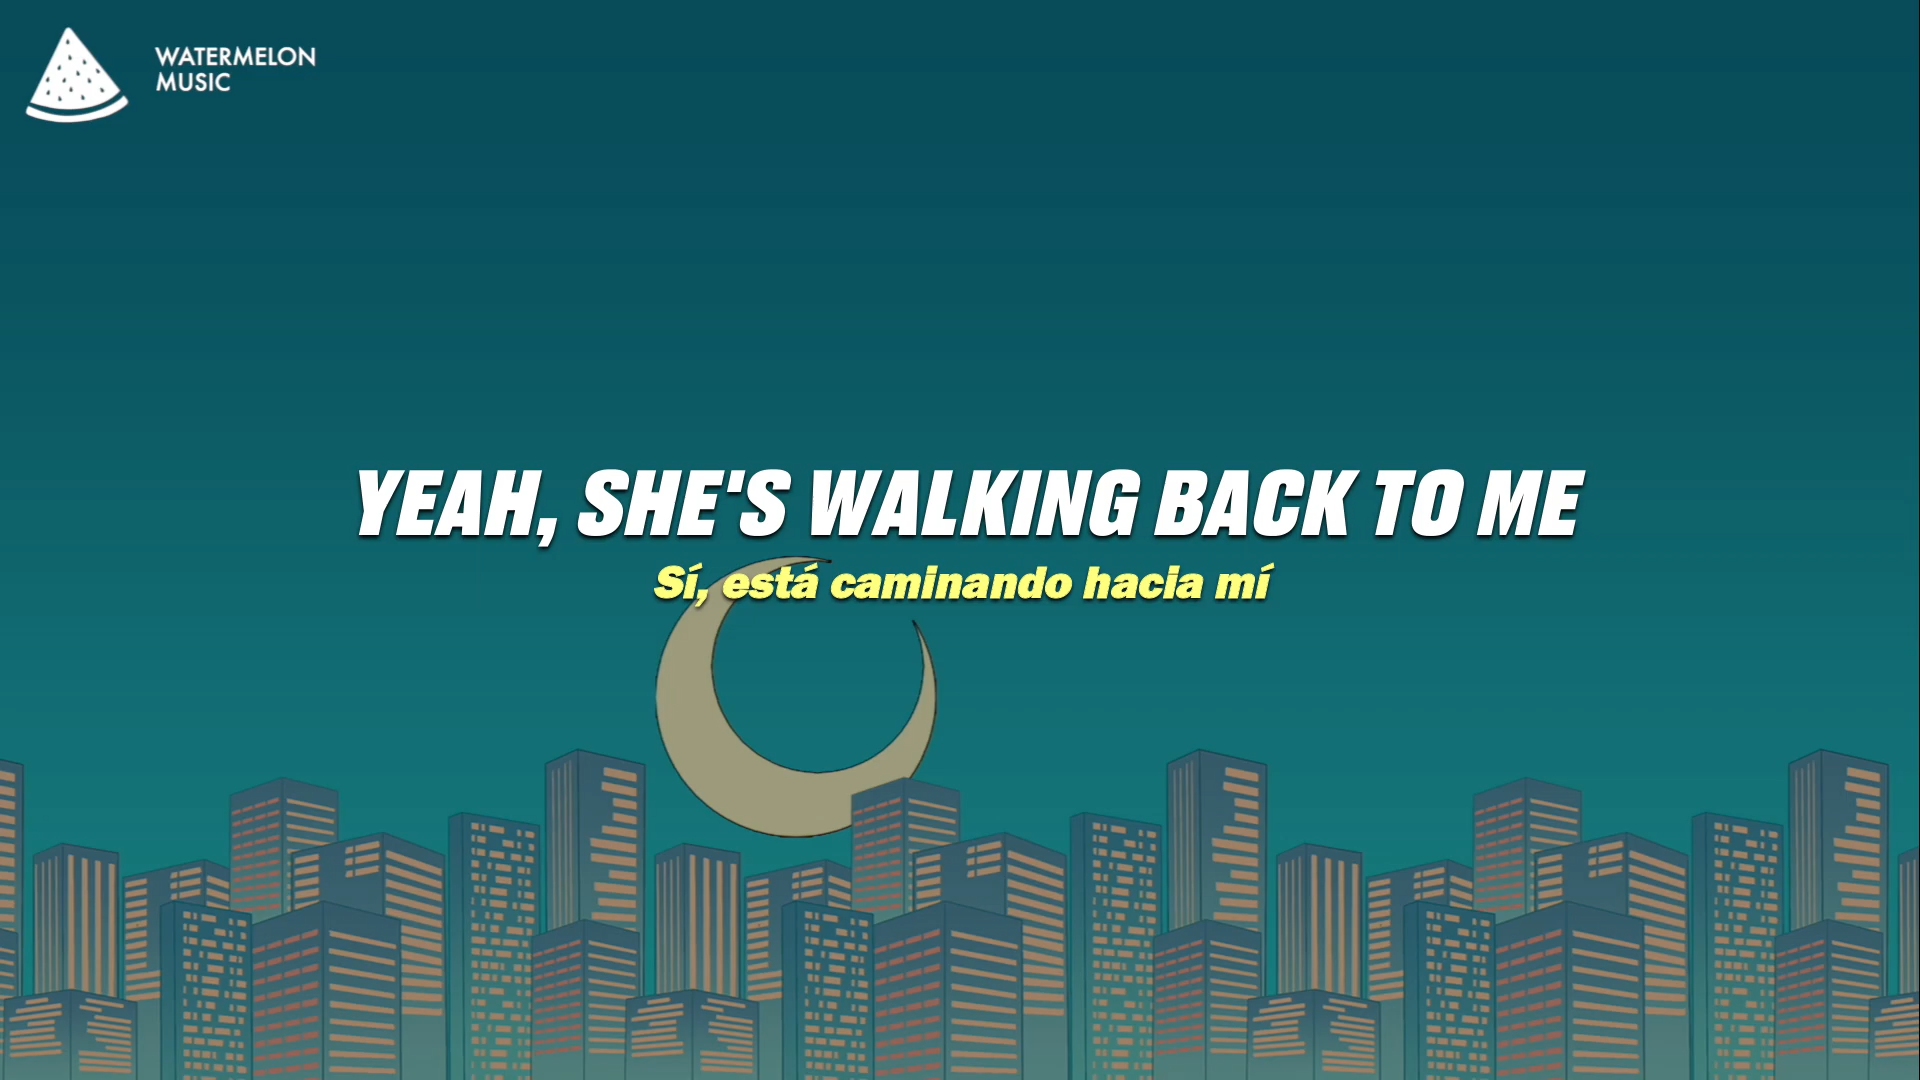 WATERMELON
MUSIC
YEAH, SHE'S WALKING BACK TO ME
Sí, está caminando hacia mí